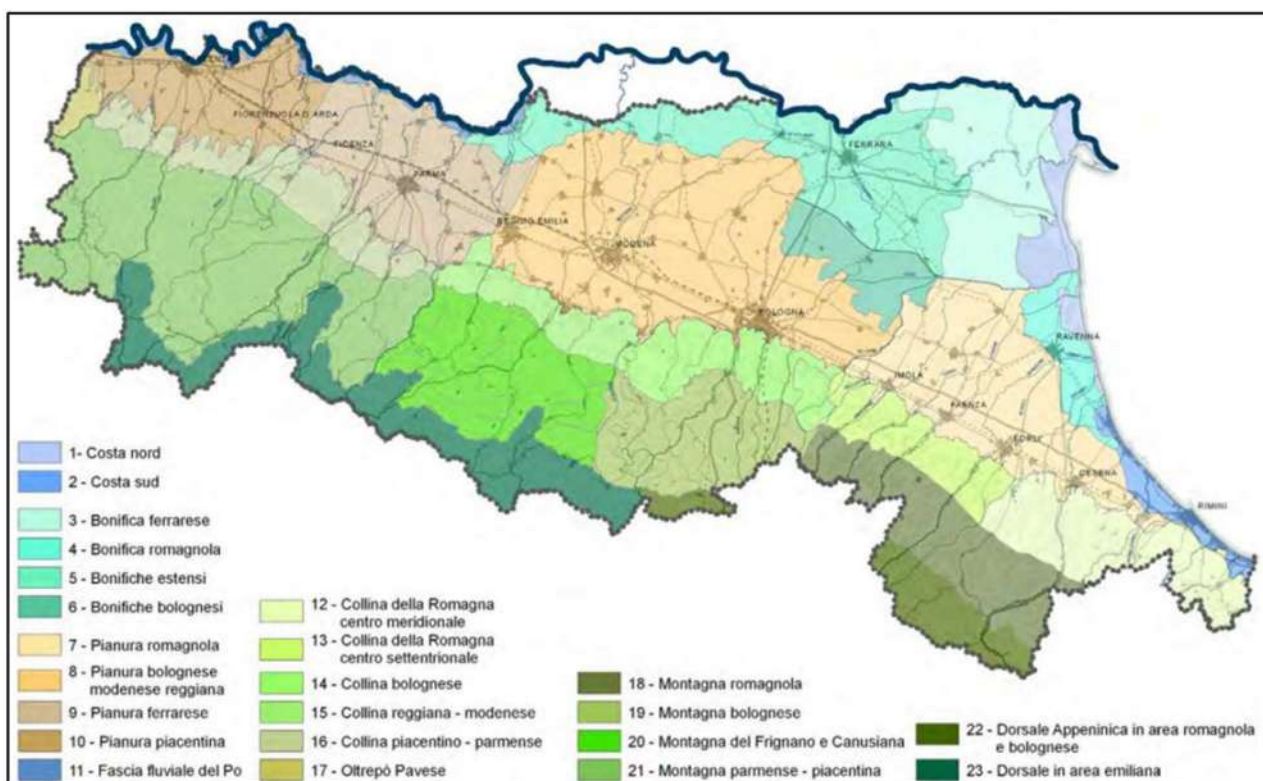 FIORENZUOLA D'ARDA
FIDENZA
PARMA
REGGIO EMILIA
MODENA
BOLOGNA
FERRARA
RAVENNA
IMOLA
FAENZA
FORLI'
CESENA
RIMINI
1- Costa nord
2 - Costa sud
3 - Bonifica ferrarese
4 - Bonifica romagnola
5 - Bonifiche estensi
6 - Bonifiche bolognesi
7 - Pianura romagnola
8 - Pianura bolognese
modenese reggiana
9 - Pianura ferrarese
10 - Pianura piacentina
11 - Fascia fluviale del Po
12 - Collina della Romagna
centro meridionale
13 - Collina della Romagna
centro settentrionale
14 - Collina bolognese
15 - Collina reggiana - modenese
16 - Collina piacentino - parmense
17 - Oltrepò Pavese
18 - Montagna romagnola
19 - Montagna bolognese
20 - Montagna del Frignano e Canusiana
21 - Montagna parmense - piacentina
22 - Dorsale Appeninica in area romagnola
e bolognese
23 - Dorsale in area emiliana